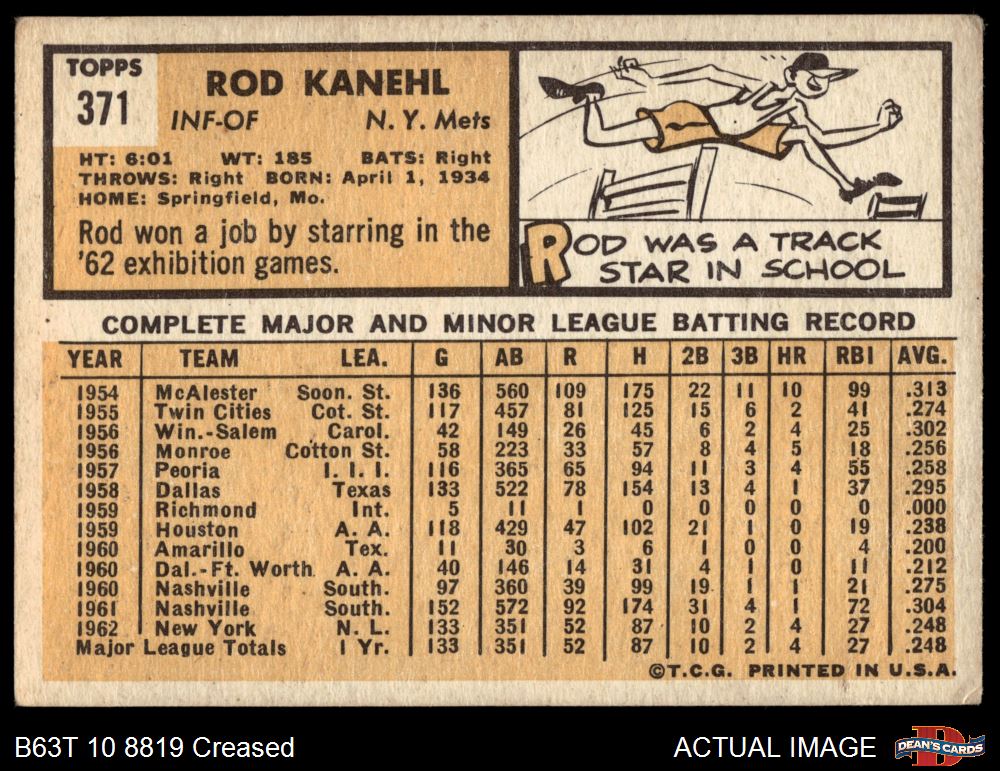 TOPPS
371
ROD KANEHL
INF-OF N. Y. Mets
HT: 6:01 WT: 185 BATS: Right
THROWS: Right BORN: April 1, 1934
HOME: Springfield, Mo.
Rod won a job by starring in the
'62 exhibition games.
ROD WAS A TRACK
STAR IN SCHOOL
COMPLETE MAJOR AND MINOR LEAGUE BATTING RECORD
YEAR TEAM LEA. G AB R H 2B 3B HR RBI AVG.
1954 McAlester Soon. St. 136 560 109 175 22 11 10 99 .313
1955 Twin Cities Cot. St. 117 457 81 125 15 6 2 41 .274
1956 Win.-Salem Carol. 42 149 26 45 6 2 4 25 .302
1956 Monroe Cotton St. 58 223 33 57 8 4 5 18 .256
1957 Peoria I. I. I. 116 365 65 94 11 3 4 55 .258
1958 Dallas Texas 133 522 78 154 13 4 1 37 .295
1959 Richmond Int. 5 11 1 0 0 0 0 0 .000
1959 Houston A. A. 118 429 47 102 21 1 0 19 .238
1960 Amarillo Tex. 11 30 3 6 1 0 0 4 .200
1960 Dal.-Ft. Worth A. A. 40 146 14 31 4 1 0 11 .212
1960 Nashville South. 97 360 39 99 19 1 1 21 .275
1961 Nashville South. 152 572 92 174 31 4 1 72 .304
1962 New York N. L. 133 351 52 87 10 2 4 27 .248
Major League Totals 1 Yr. 133 351 52 87 10 2 4 27 .248
©T.C.G. PRINTED IN U.S.A.
B63T 10 8819 Creased
ACTUAL IMAGE
DEAN'S CARDS